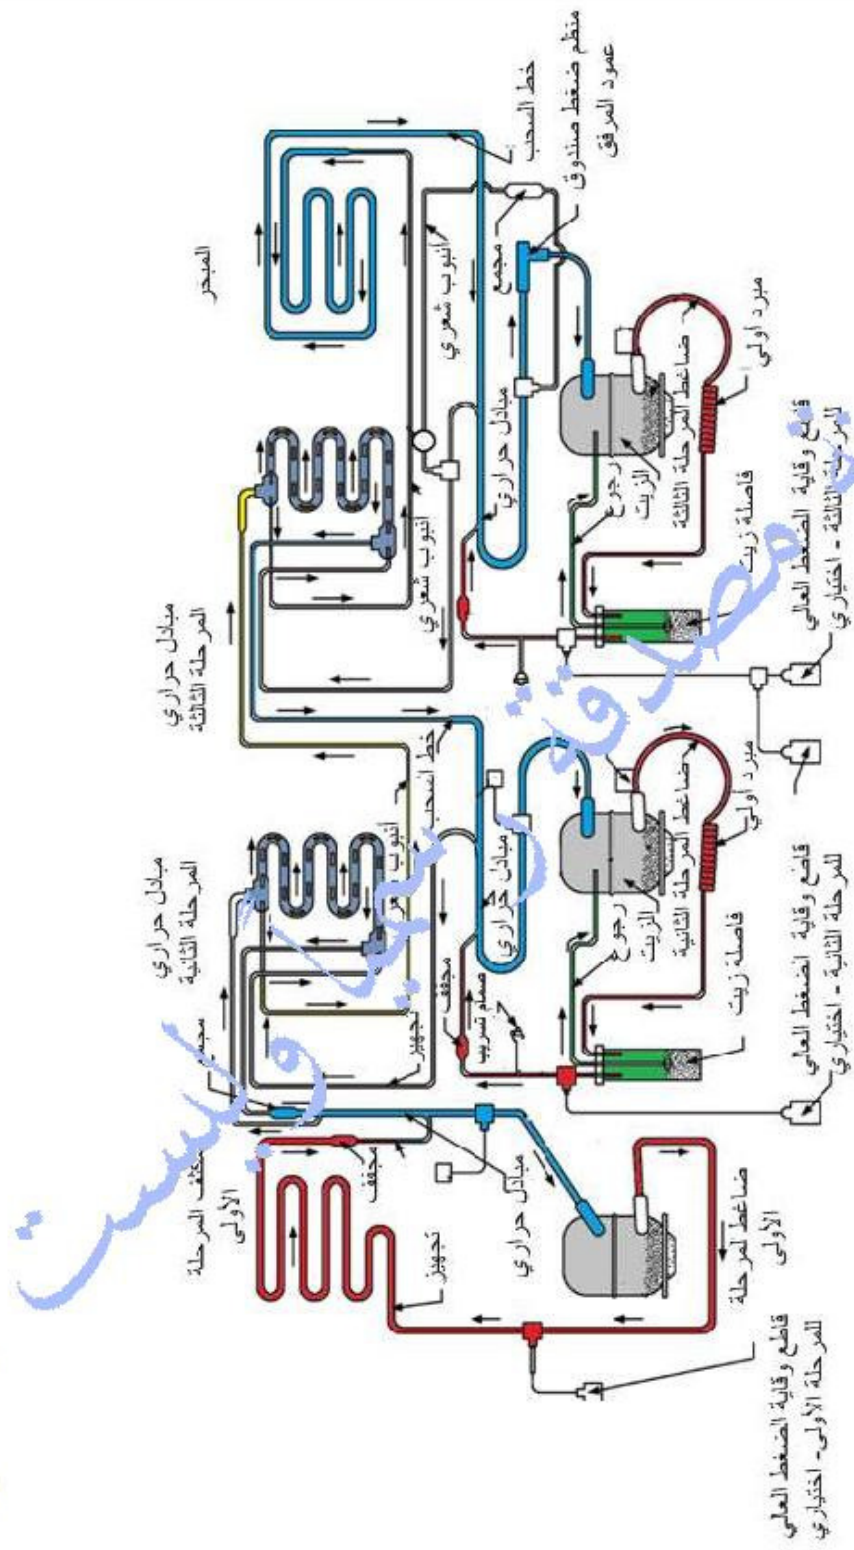 المبخر
خط السحب
منظم ضغط صندوق
عمود المرفق
أنبوب شعري
مجمع
مبادل حراري
مبرد أولي
ضاغط المرحلة الثالثة
رجوع
الزيت
فاصلة زيت
قاطع وقاية الضغط العالي
للمرحلة الثالثة - اختياري
أنبوب شعري
مبادل حراري
المرحلة الثالثة
خط السحب
أنبوب
مبادل حراري
مبرد أولي
ضاغط المرحلة الثانية
رجوع
الزيت
فاصلة زيت
قاطع وقاية الضغط العالي
للمرحلة الثانية - اختياري
مبادل حراري
المرحلة الثانية
مجفف
صمام تسريب
تجهيز
مكثف المرحلة
الأولى
مجفف
مبادل حراري
تجهيز
ضاغط لمرحلة
الأولى
قاطع وقاية الضغط العالي
للمرحلة الأولى- اختياري